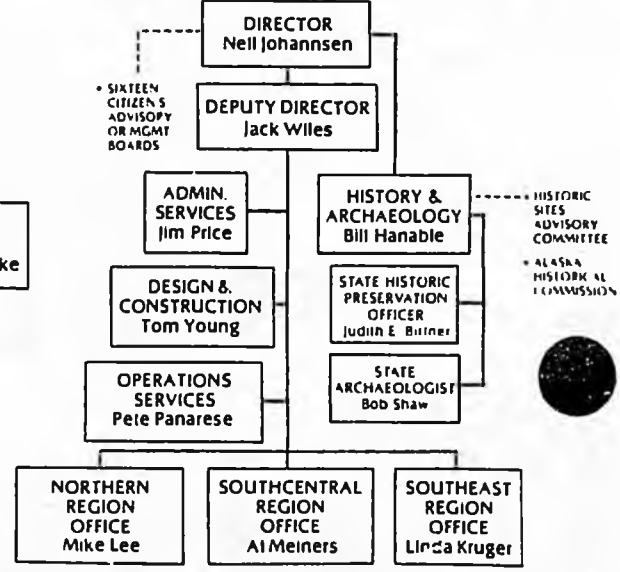 DIRECTOR
Neil Johannsen
• SIXTEEN
CITIZENS
ADVISORY
OR MGMT
BOARDS
DEPUTY DIRECTOR
Jack Wiles
ADMIN.
SERVICES
Jim Price
HISTORY &
ARCHAEOLOGY
Bill Hanable
HISTORIC
SITES
ADVISORY
COMMITTEE
• ALASKA
HISTORICAL
COMMISSION
ke
DESIGN &
CONSTRUCTION
Tom Young
STATE HISTORIC
PRESERVATION
OFFICER
Judith E. Bittner
OPERATIONS
SERVICES
Pete Panarese
STATE
ARCHAEOLOGIST
Bob Shaw
NORTHERN
REGION
OFFICE
Mike Lee
SOUTHCENTRAL
REGION
OFFICE
Al Meiners
SOUTHEAST
REGION
OFFICE
Linda Kruger